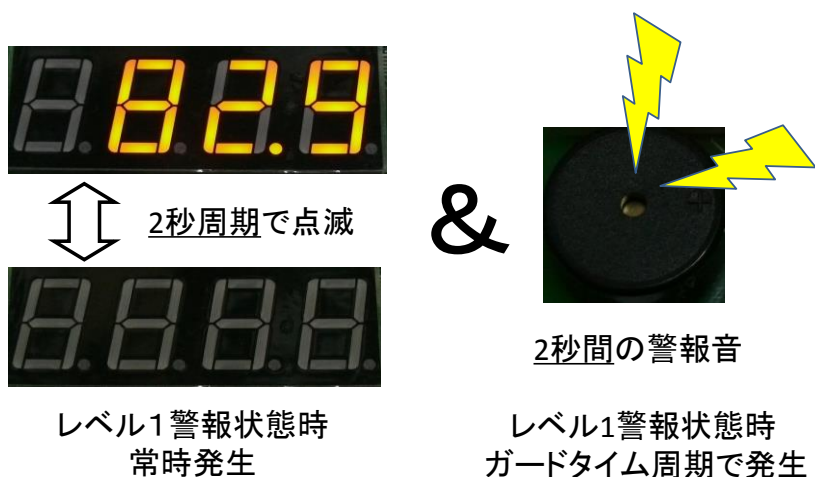 82.9
2秒周期で点滅
&
2秒間の警報音
レベル１警報状態時
常時発生
レベル1警報状態時
ガードタイム周期で発生